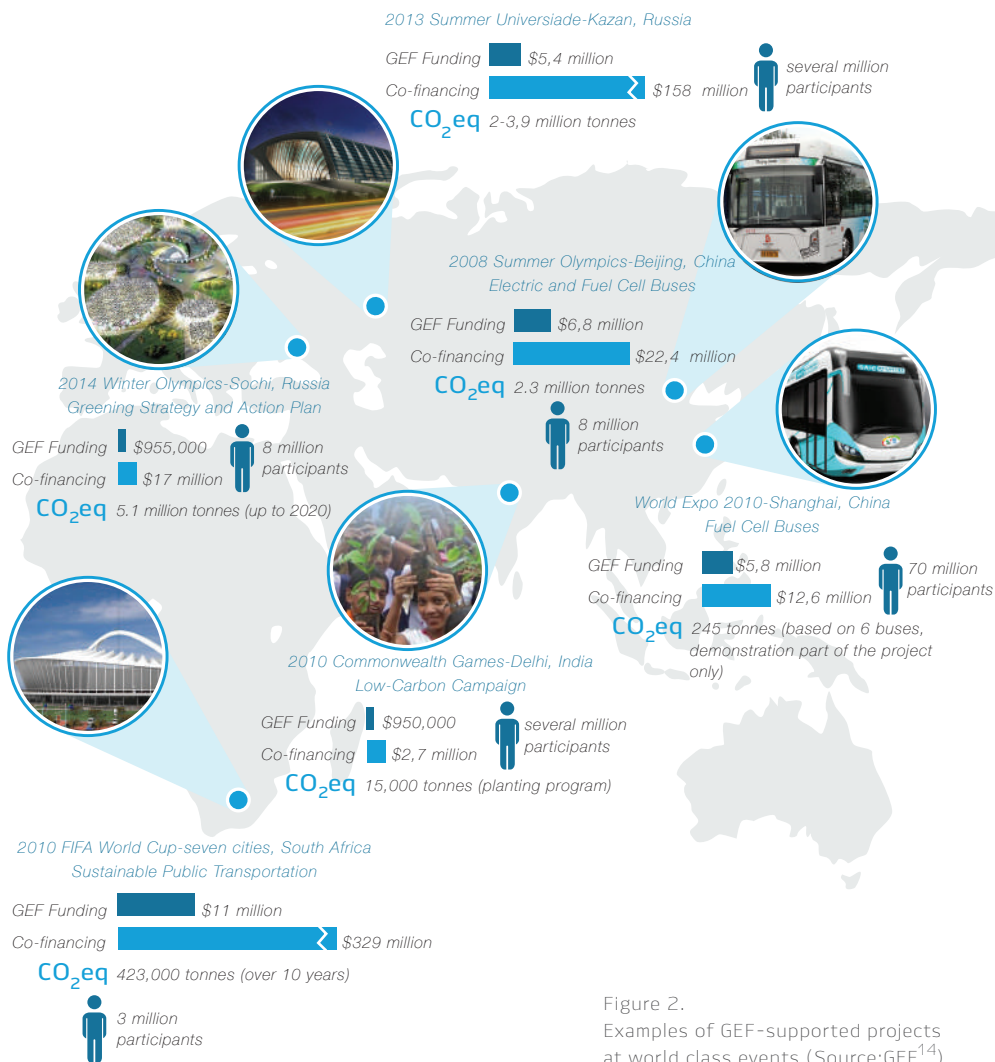 2013 Summer Universiade-Kazan, Russia
GEF Funding $5,4 million
Co-financing $158 million
several million
participants
CO2eq 2-3,9 million tonnes
2008 Summer Olympics-Beijing, China
Electric and Fuel Cell Buses
GEF Funding $6,8 million
Co-financing $22,4 million
CO2eq 2.3 million tonnes
8 million
participants
2014 Winter Olympics-Sochi, Russia
Greening Strategy and Action Plan
GEF Funding $955,000
Co-financing $17 million
8 million
participants
CO2eq 5.1 million tonnes (up to 2020)
World Expo 2010-Shanghai, China
Fuel Cell Buses
GEF Funding $5,8 million
Co-financing $12,6 million
70 million
participants
CO2eq 245 tonnes (based on 6 buses,
demonstration part of the project
only)
2010 Commonwealth Games-Delhi, India
Low-Carbon Campaign
GEF Funding $950,000
Co-financing $2,7 million
several million
participants
CO2eq 15,000 tonnes (planting program)
2010 FIFA World Cup-seven cities, South Africa
Sustainable Public Transportation
GEF Funding $11 million
Co-financing $329 million
CO2eq 423,000 tonnes (over 10 years)
3 million
participants
Figure 2.
Examples of GEF-supported projects
at world class events (Source:GEF14)